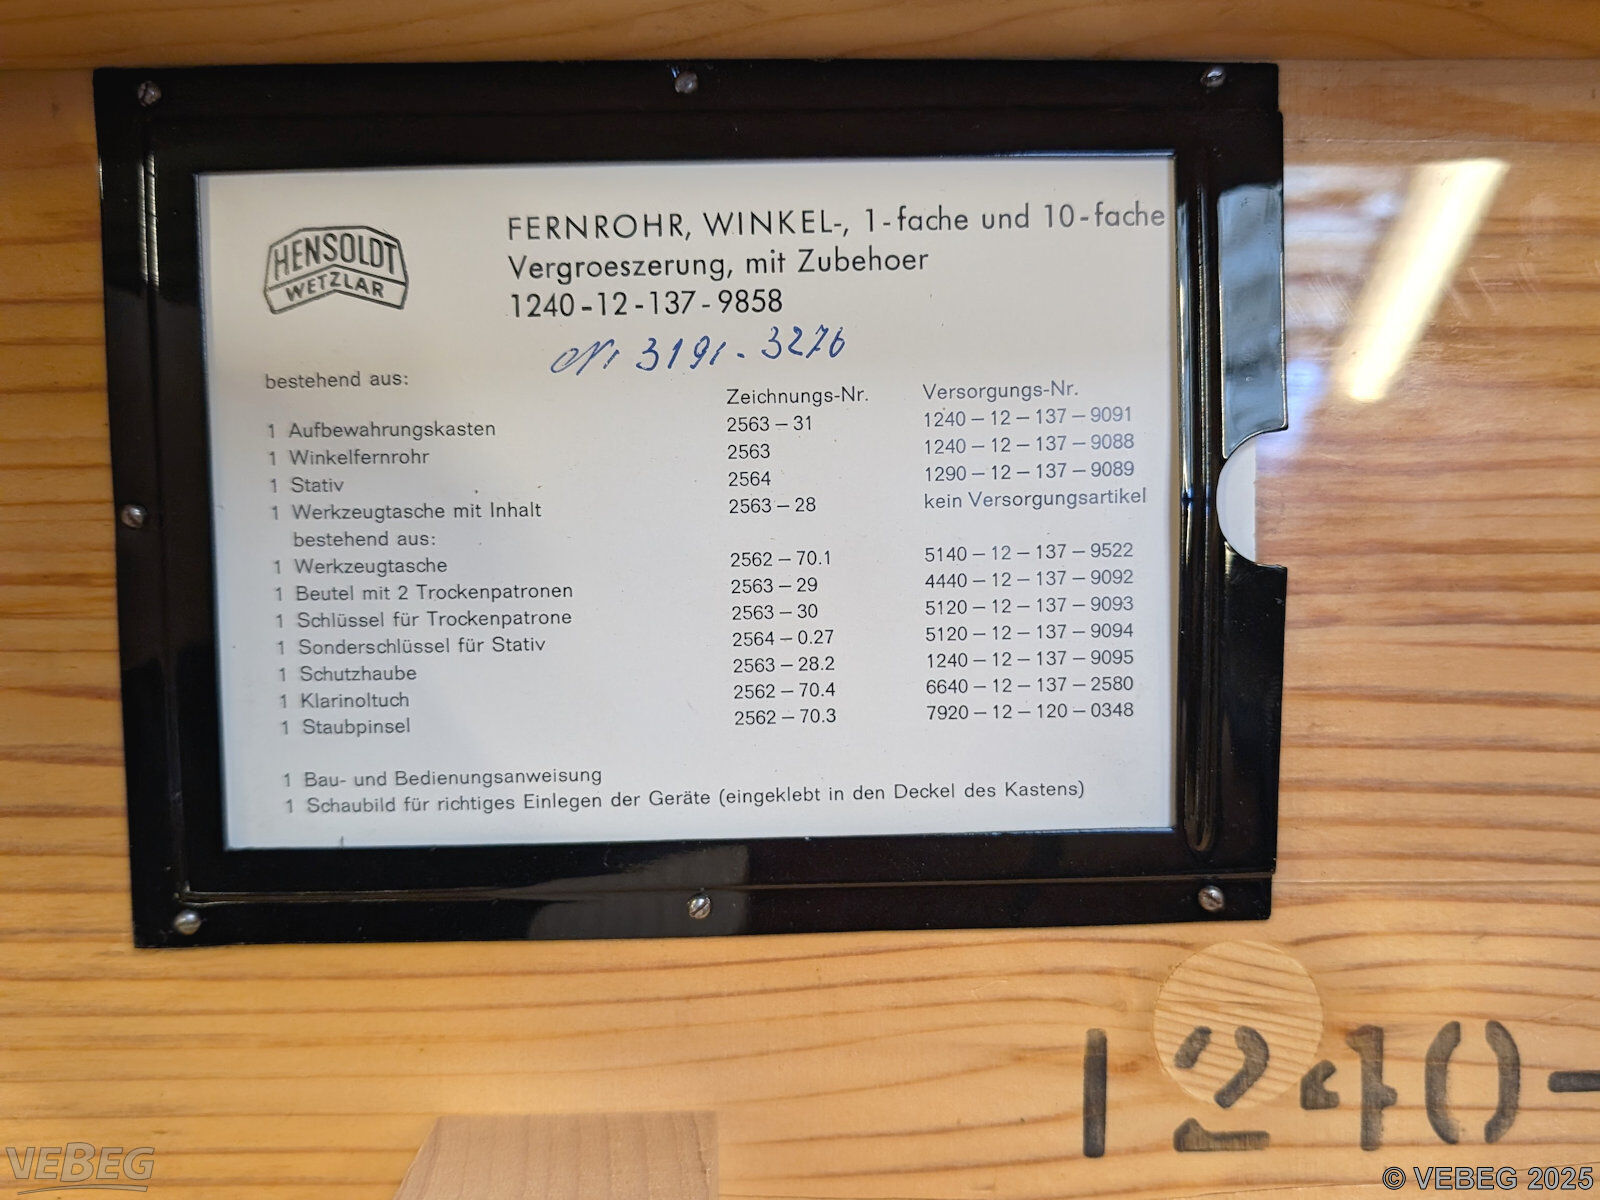 HENSOLDT
WETZLAR
FERNROHR, WINKEL-, 1-fache und 10-fache
Vergroeszerung, mit Zubehoer
1240-12-137-9858
3191 - 3276
bestehend aus:
Zeichnungs-Nr. Versorgungs-Nr.
1 Aufbewahrungskasten 2563-31 1240-12-137-9091
1 Winkelfernrohr 2563 1240-12-137-9088
1 Stativ 2564 1290-12-137-9089
1 Werkzeugtasche mit Inhalt 2563-28 kein Versorgungsartikel
bestehend aus:
1 Werkzeugtasche 2562-70.1 5140-12-137-9522
1 Beutel mit 2 Trockenpatronen 2563-29 4440-12-137-9092
1 Schlüssel für Trockenpatrone 2563-30 5120-12-137-9093
1 Sonderschlüssel für Stativ 2564-0.27 5120-12-137-9094
1 Schutzhaube 2563-28.2 1240-12-137-9095
1 Klarinoltuch 2562-70.4 6640-12-137-2580
1 Staubpinsel 2562-70.3 7920-12-120-0348
1 Bau- und Bedienungsanweisung
1 Schaubild für richtiges Einlegen der Geräte (eingeklebt in den Deckel des Kastens)
1240-
VEBEG
© VEBEG 2025